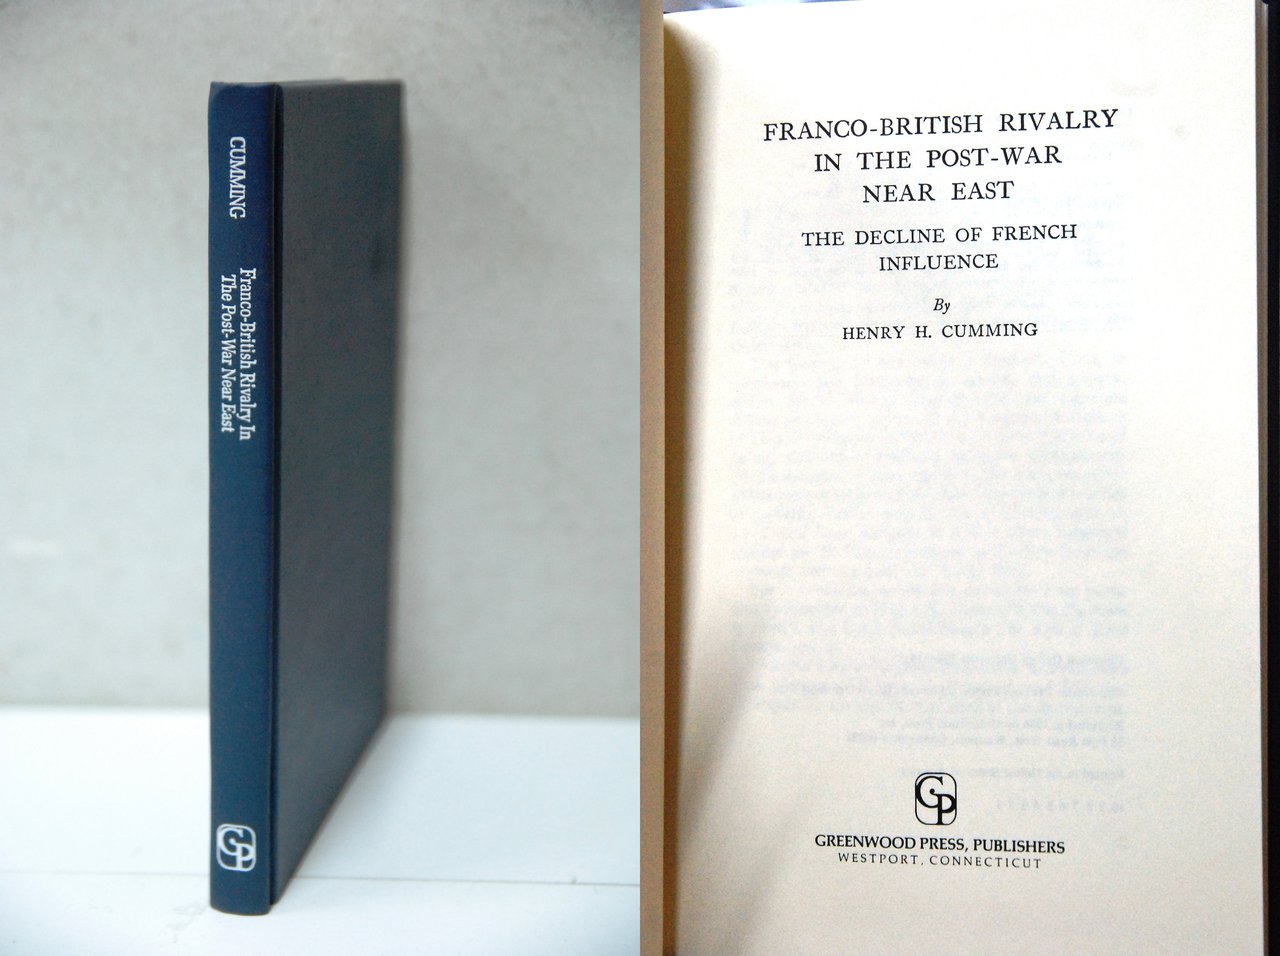 CUMMING
Franco-British Rivalry In
The Post-War Near East
GP
FRANCO-BRITISH RIVALRY
IN THE POST-WAR
NEAR EAST
THE DECLINE OF FRENCH
INFLUENCE
By
HENRY H. CUMMING
GP
GREENWOOD PRESS, PUBLISHERS
WESTPORT, CONNECTICUT